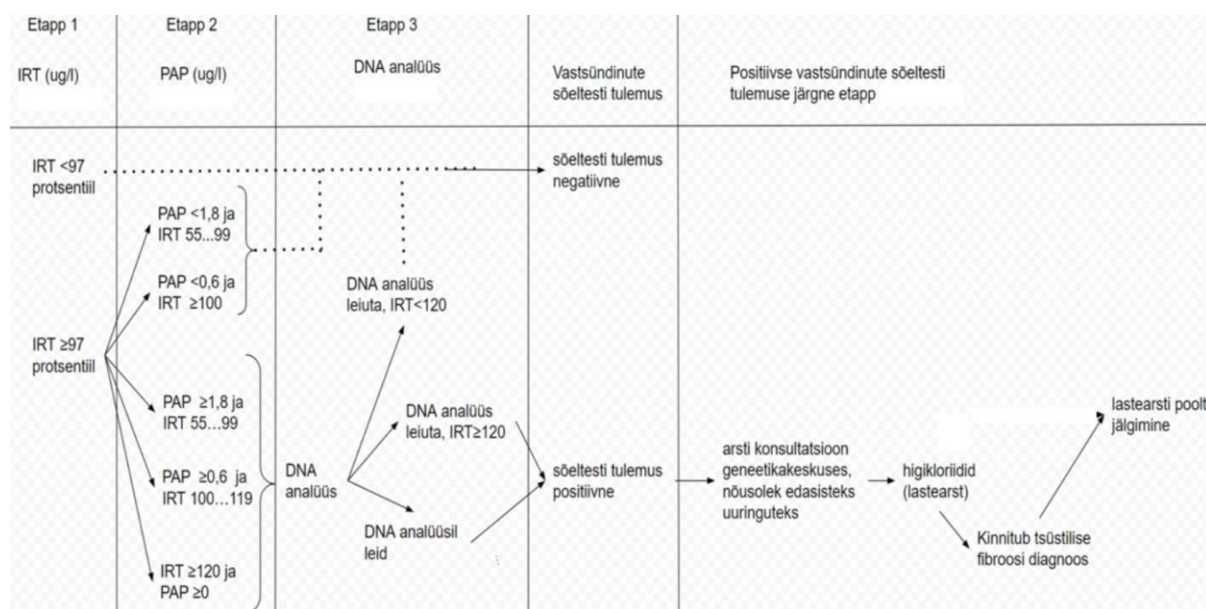 Etapp 1
Etapp 2
Etapp 3
IRT (ug/l)
PAP (ug/l)
DNA analüüs
Vastsündinute
sõeltesti tulemus
Positiivse vastsündinute sõeltesti
tulemuse järgne etapp
IRT <97
protsentiil
sõeltesti tulemus
negatiivne
PAP <1,8 ja
IRT 55...99
PAP <0,6 ja
IRT ≥100
DNA analüüs
leiuta, IRT<120
IRT ≥97
protsentiil
PAP ≥1,8 ja
IRT 55...99
PAP ≥0,6 ja
IRT 100...119
IRT ≥120 ja
PAP ≥0
DNA
analüüs
DNA analüüs
leiuta, IRT≥120
DNA analüüsil
leid
sõeltesti tulemus
positiivne
arsti konsultatsioon
geneetikakeskuses,
nõusolek edasisteks
uuringuteks
higikloriidid
(lastearst)
Kinnitub tsüstilise
fibroosi diagnoos
lastearsti poolt
jälgimine